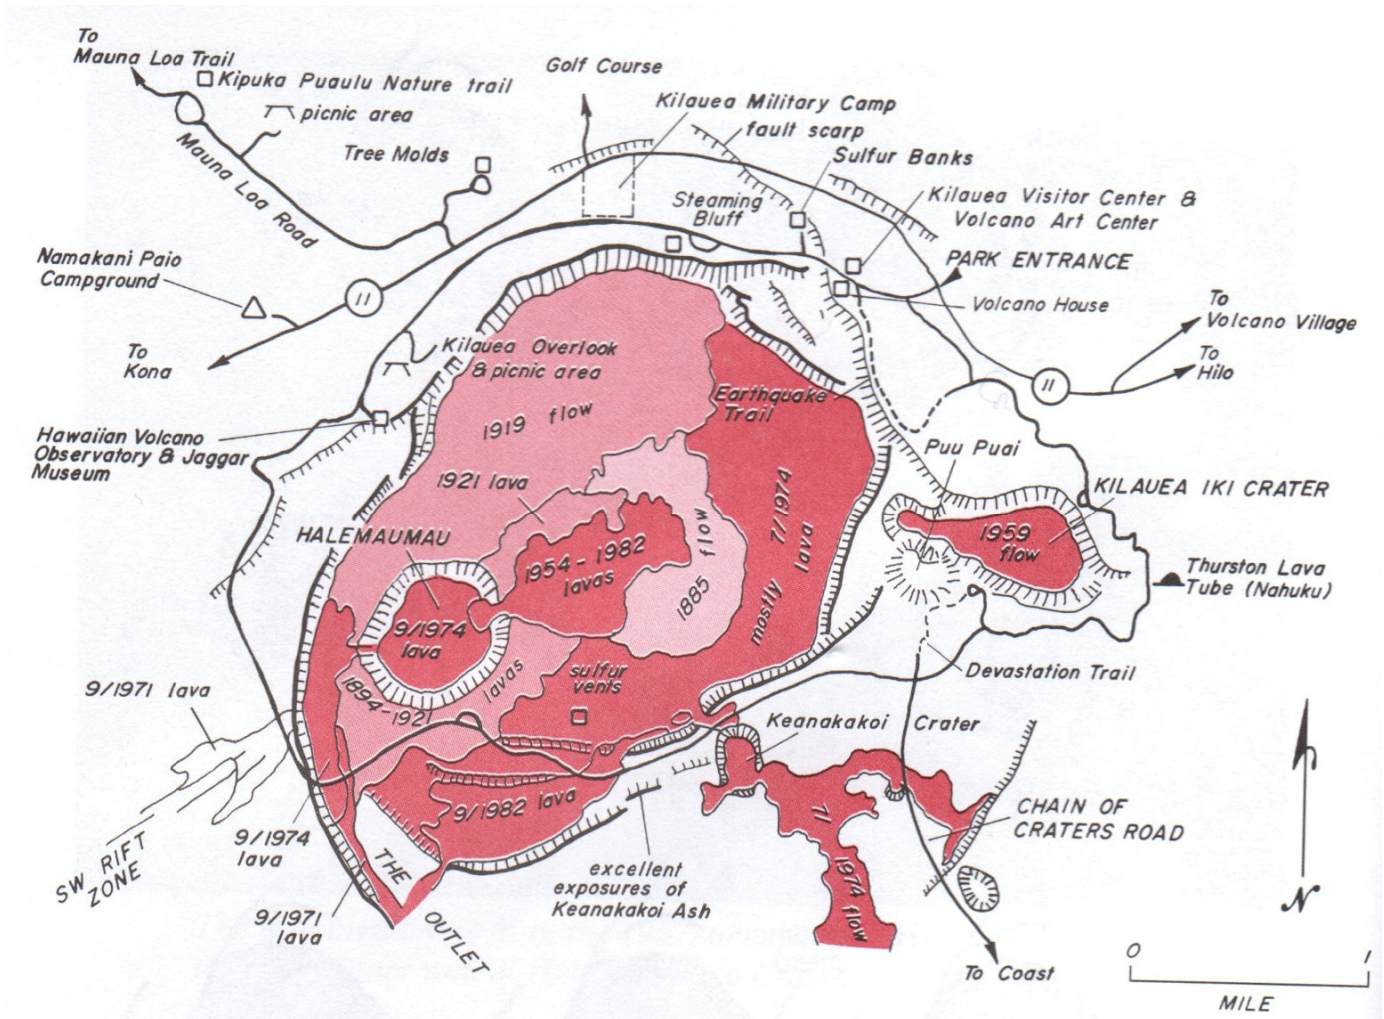 To
Mauna Loa Trail
Kipuka Puaulu Nature trail
picnic area
Mauna Loa Road
Tree Molds
Golf Course
Kilauea Military Camp
fault scarp
Sulfur Banks
Steaming
Bluff
Kilauea Visitor Center &
Volcano Art Center
PARK ENTRANCE
Volcano House
To
Volcano Village
To
Hilo
11
Namakani Paio
Campground
11
To
Kona
Kilauea Overlook
& picnic area
Earthquake
Trail
1919 flow
Hawaiian Volcano
Observatory & Jaggar
Museum
1921 lava
Puu Puai
KILAUEA IKI CRATER
1959
flow
HALEMAUMAU
1954 - 1982
lavas
1885 flow
mostly 7/1974
lava
Thurston Lava
Tube (Nahuku)
9/1974
lava
Devastation Trail
sulfur
vents
1894-1921
lavas
9/1971 lava
Keanakakoi Crater
9/1982 lava
CHAIN OF
CRATERS ROAD
9/1974
lava
SW RIFT
ZONE
THE
OUTLET
excellent
exposures of
Keanakakoi Ash
7/
1974 flow
9/1971
lava
N
To Coast
0 1
MILE